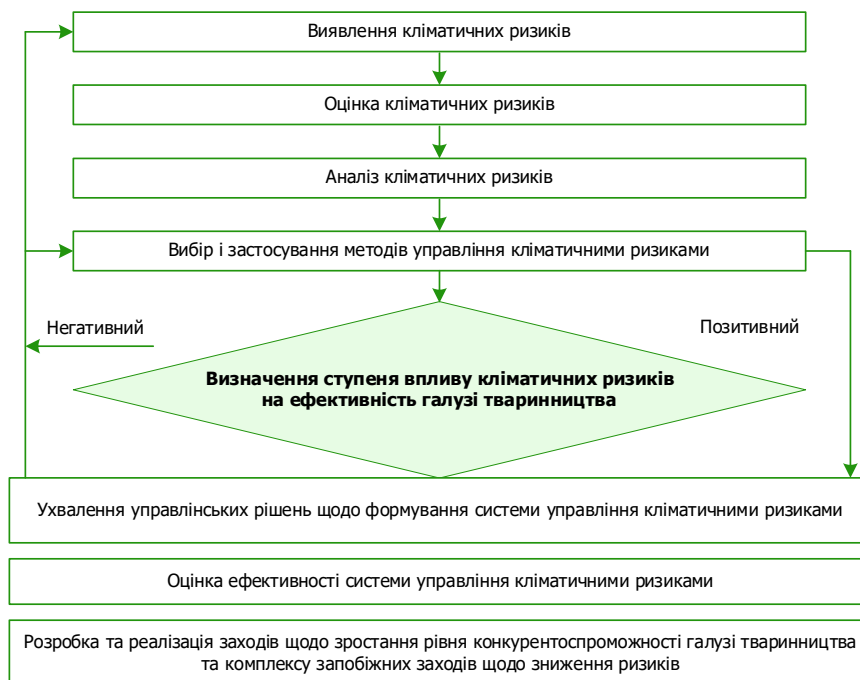 Виявлення кліматичних ризиків
Оцінка кліматичних ризиків
Аналіз кліматичних ризиків
Вибір і застосування методів управління кліматичними ризиками
Негативний
Позитивний
Визначення ступеня впливу кліматичних ризиків
на ефективність галузі тваринництва
Ухвалення управлінських рішень щодо формування системи управління кліматичними ризиками
Оцінка ефективності системи управління кліматичними ризиками
Розробка та реалізація заходів щодо зростання рівня конкурентоспроможності галузі тваринництва
та комплексу запобіжних заходів щодо зниження ризиків